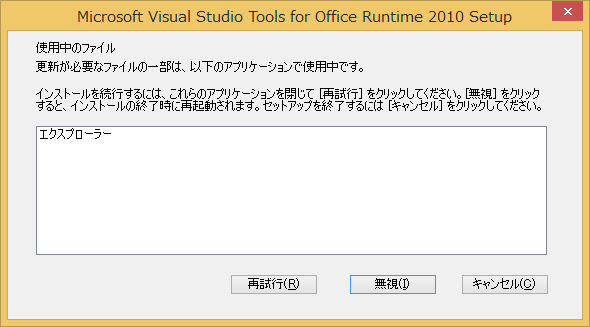 Microsoft Visual Studio Tools for Office Runtime 2010 Setup
使用中のファイル
更新が必要なファイルの一部は、以下のアプリケーションで使用中です。
インストールを続行するには、これらのアプリケーションを閉じて [再試行] をクリックしてください。[無視] をクリック
すると、インストールの終了時に再起動されます。セットアップを終了するには [キャンセル] をクリックしてください。
エクスプローラー
再試行(R) 無視(I) キャンセル(C)